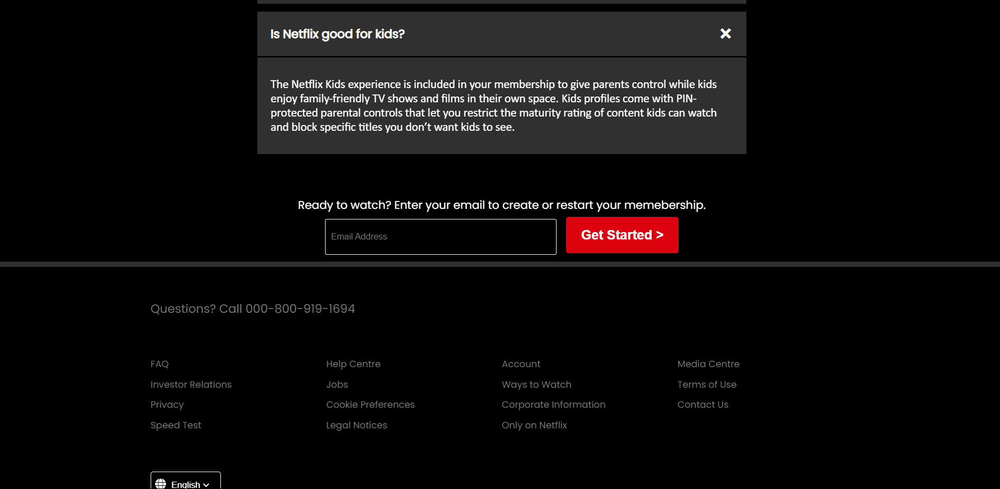 Is Netflix good for kids?
The Netflix Kids experience is included in your membership to give parents control while kids
enjoy family-friendly TV shows and films in their own space. Kids profiles come with PIN-
protected parental controls that let you restrict the maturity rating of content kids can watch
and block specific titles you don’t want kids to see.
Ready to watch? Enter your email to create or restart your memebership.
Email Address
Get Started >
Questions? Call 000-800-919-1694
FAQ
Help Centre
Account
Media Centre
Investor Relations
Jobs
Ways to Watch
Terms of Use
Privacy
Cookie Preferences
Corporate Information
Contact Us
Speed Test
Legal Notices
Only on Netflix
English